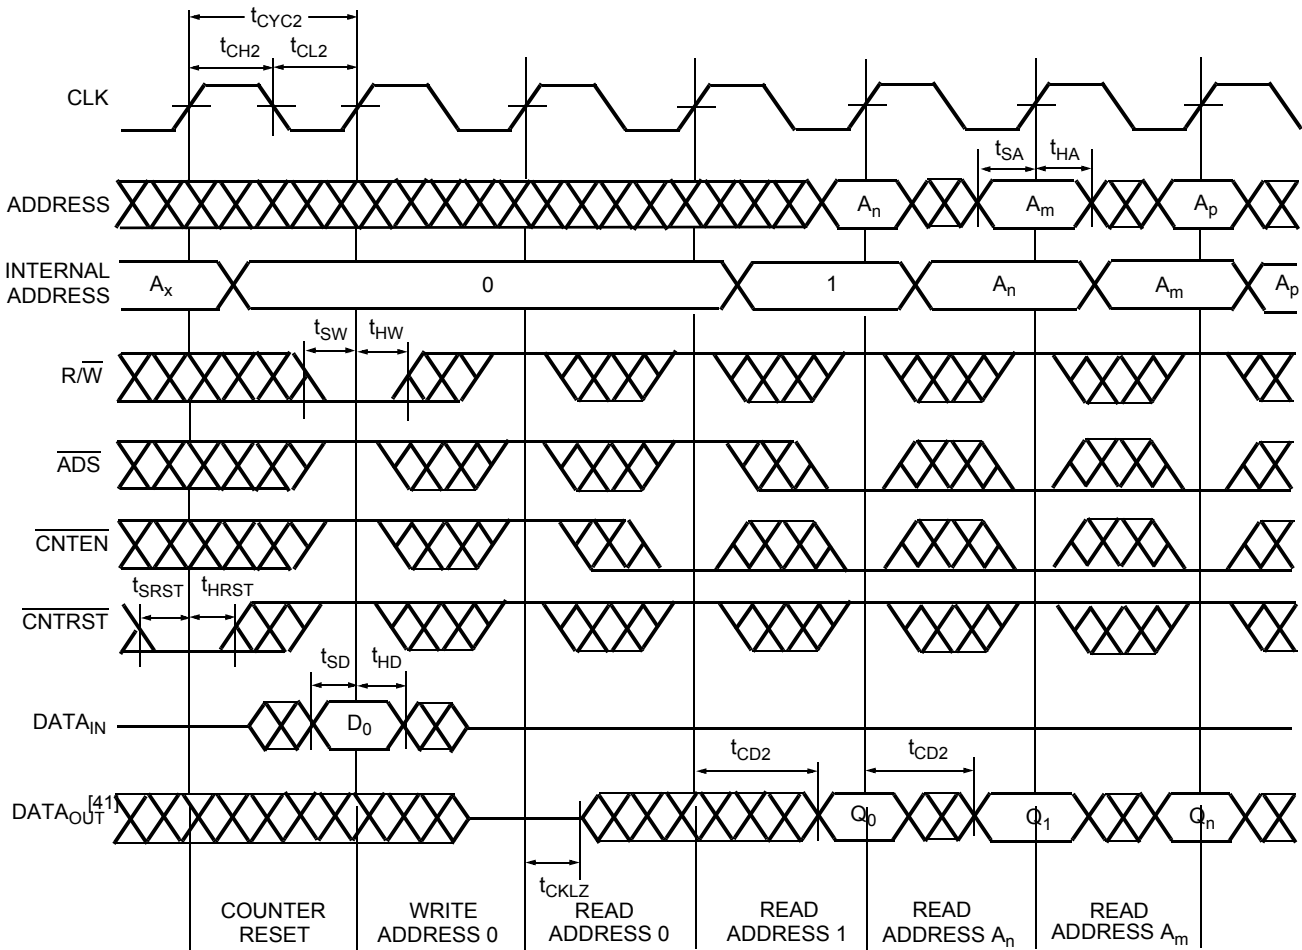 tCYC2
tCH2 tCL2
CLK
tSA tHA
ADDRESS An Am Ap
INTERNAL
ADDRESS
Ax 0 1 An Am Ap
tSW tHW
R/W
ADS
CNTEN
tSRST tHRST
CNTRST
tSD tHD
DATAIN D0
tCD2 tCD2
DATAOUT[41] Q0 Q1 Qn
tCKLZ
COUNTER
RESET
WRITE
ADDRESS 0
READ
ADDRESS 0
READ
ADDRESS 1
READ
ADDRESS An
READ
ADDRESS Am